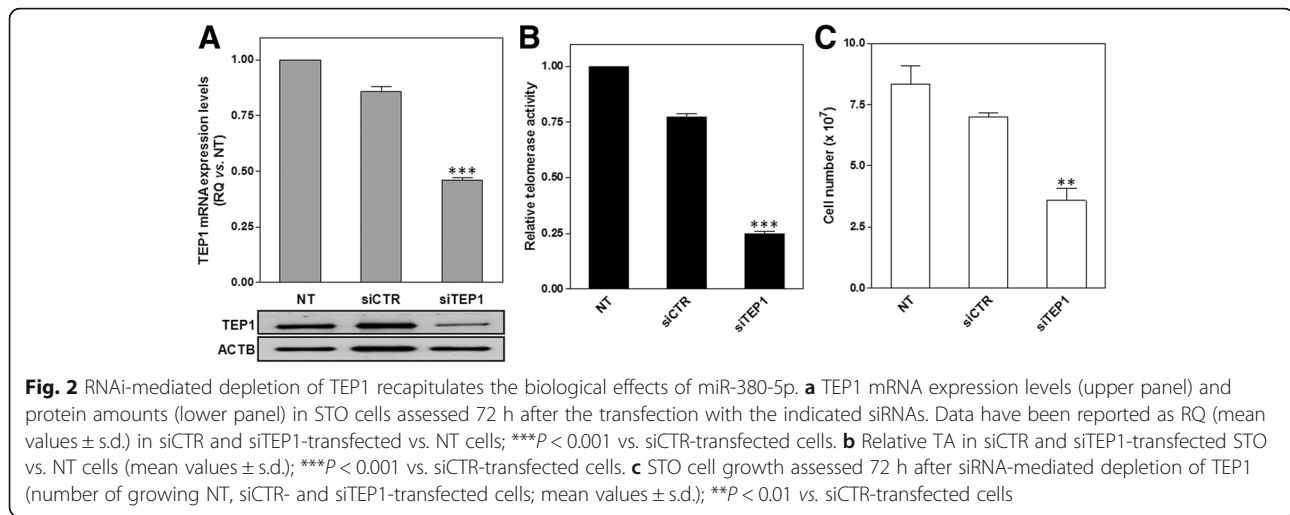 A
TEP1 mRNA expression levels
(RQ vs. NT)
1.00
0.75
0.50
0.25
0.00
***
NT siCTR siTEP1
TEP1
ACTB
B
Relative telomerase activity
1.00
0.75
0.50
0.25
0.00
***
NT siCTR siTEP1
C
Cell number (x 10⁷)
10.0
7.5
5.0
2.5
0.0
**
NT siCTR siTEP1
Fig. 2 RNAi-mediated depletion of TEP1 recapitulates the biological effects of miR-380-5p. a TEP1 mRNA expression levels (upper panel) and
protein amounts (lower panel) in STO cells assessed 72 h after the transfection with the indicated siRNAs. Data have been reported as RQ (mean
values ± s.d.) in siCTR and siTEP1-transfected vs. NT cells; ***P < 0.001 vs. siCTR-transfected cells. b Relative TA in siCTR and siTEP1-transfected STO
vs. NT cells (mean values ± s.d.); ***P < 0.001 vs. siCTR-transfected cells. c STO cell growth assessed 72 h after siRNA-mediated depletion of TEP1
(number of growing NT, siCTR- and siTEP1-transfected cells; mean values ± s.d.); **P < 0.01 vs. siCTR-transfected cells